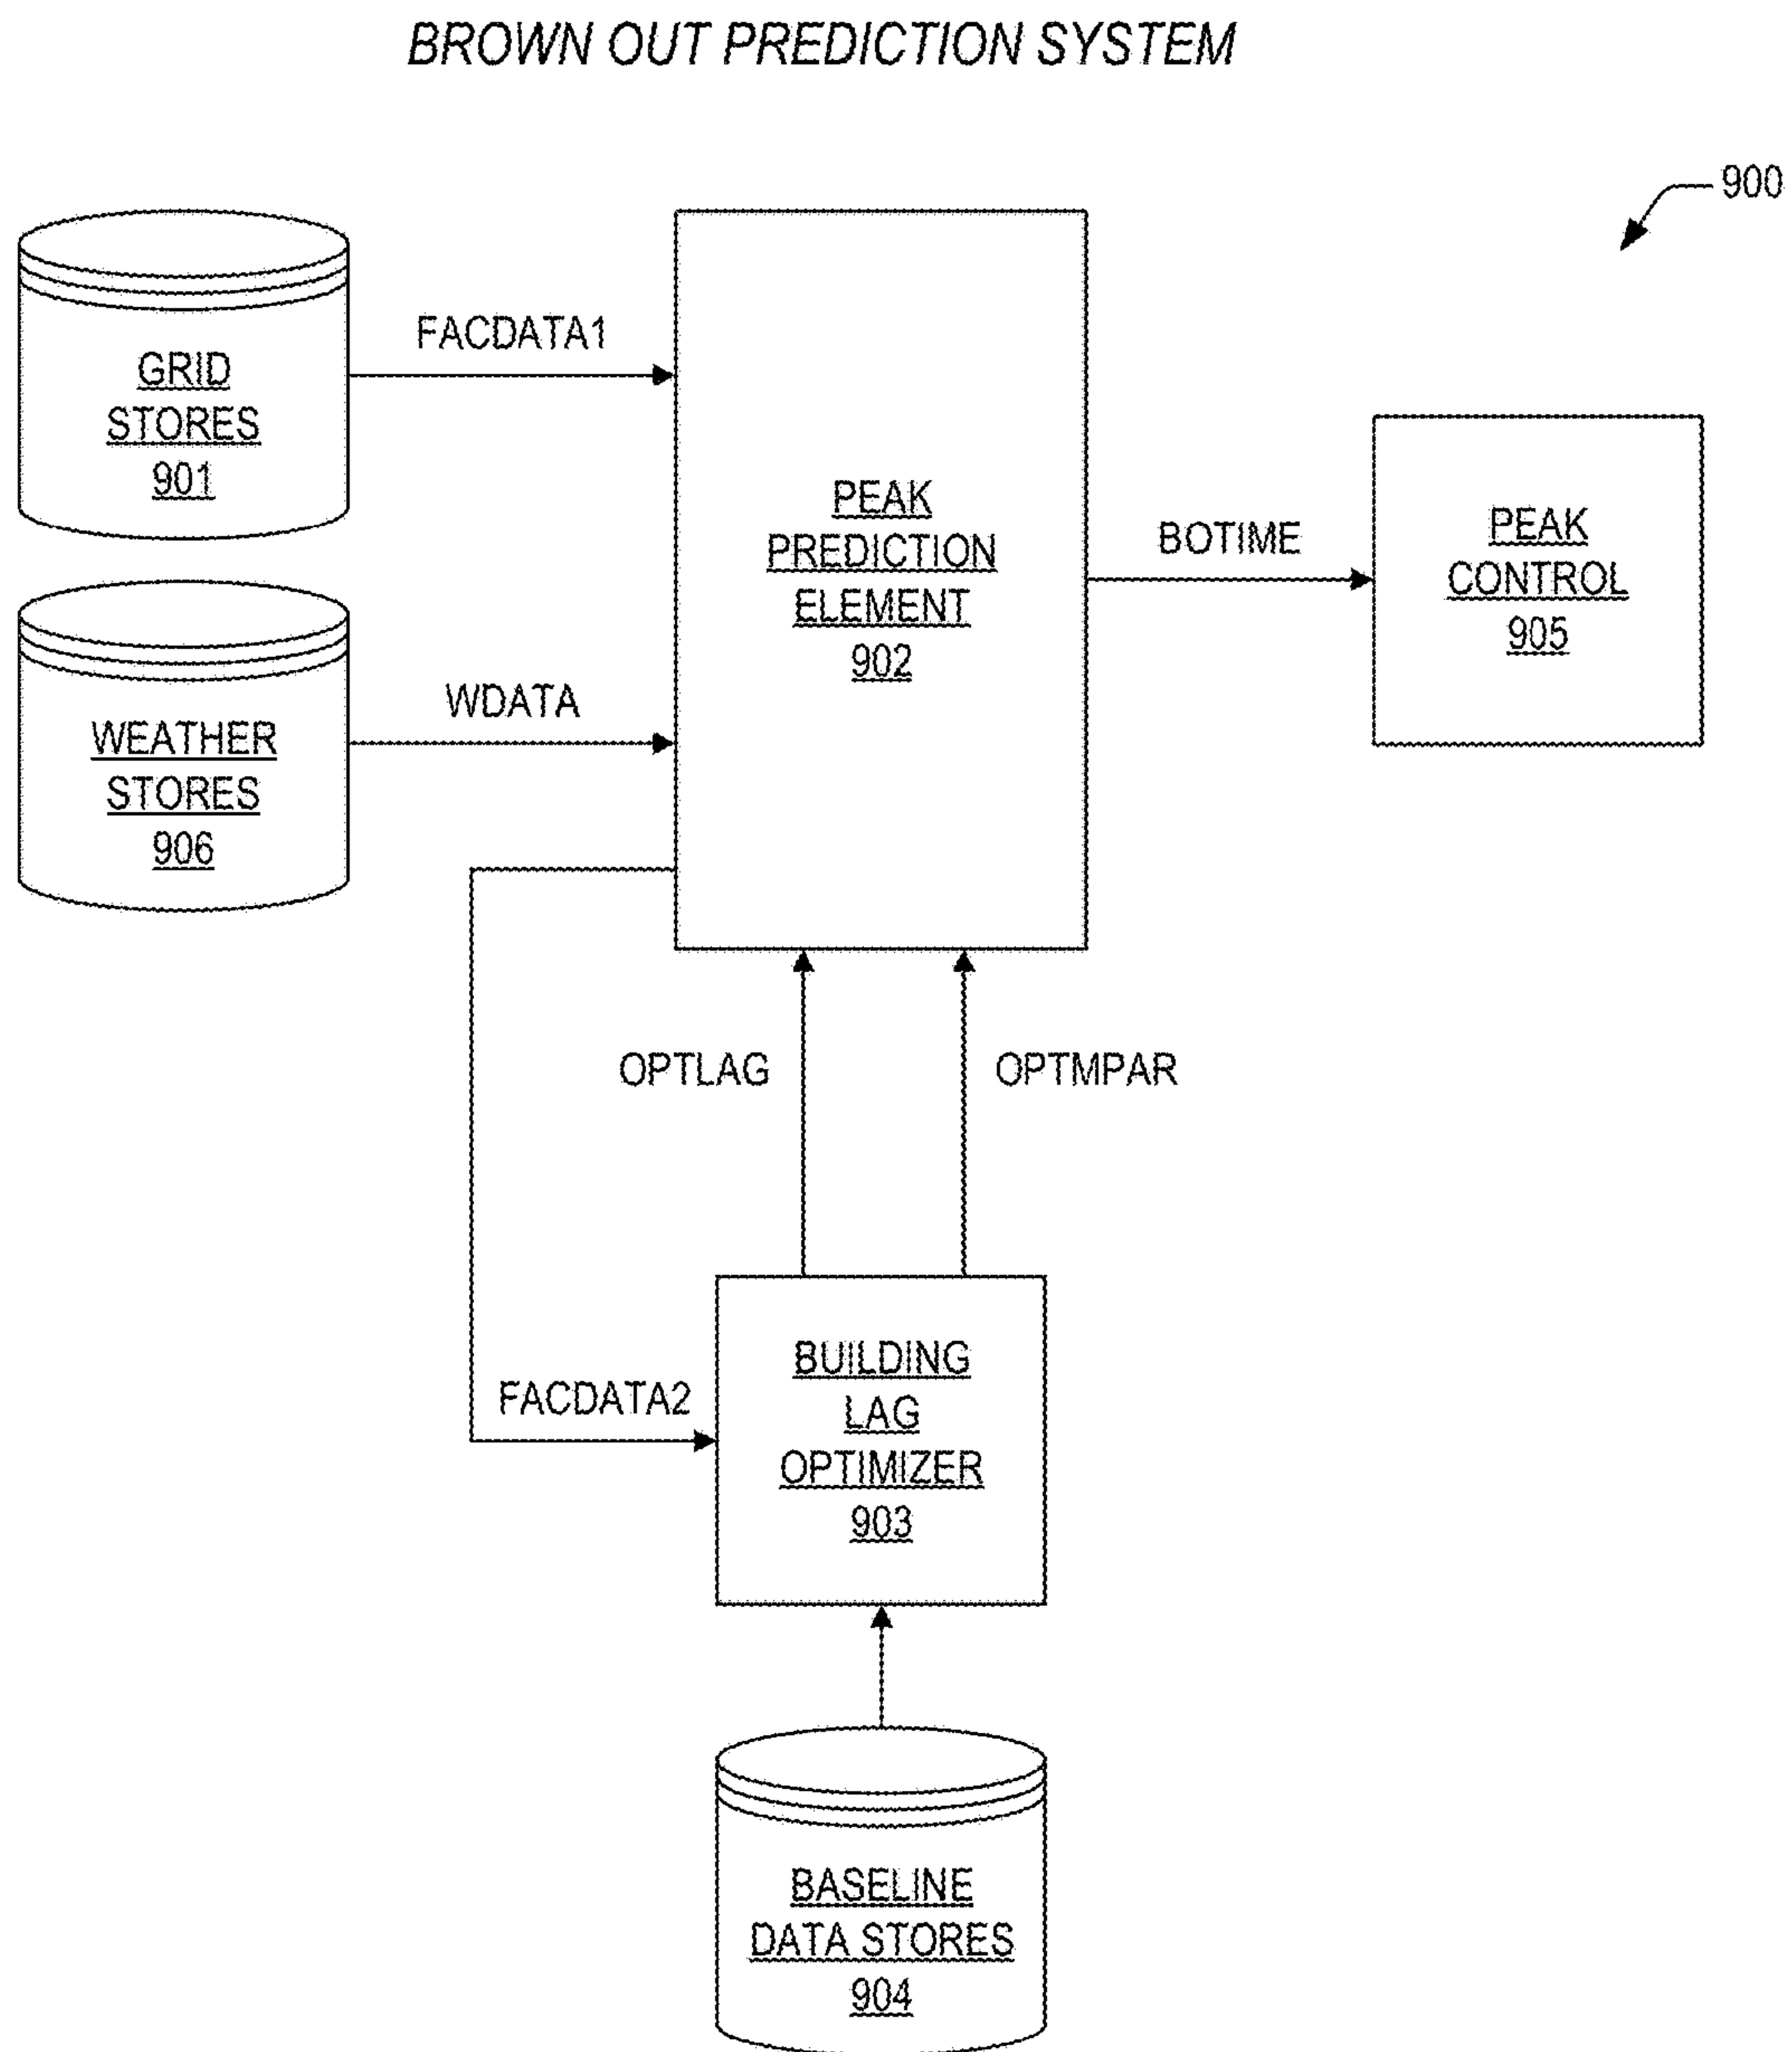 BROWN OUT PREDICTION SYSTEM
900
GRID
STORES
901
FACDATA1
PEAK
PREDICTION
ELEMENT
902
BOTIME
PEAK
CONTROL
905
WEATHER
STORES
906
WDATA
OPTLAG
OPTMPAR
FACDATA2
BUILDING
LAG
OPTIMIZER
903
BASELINE
DATA STORES
904